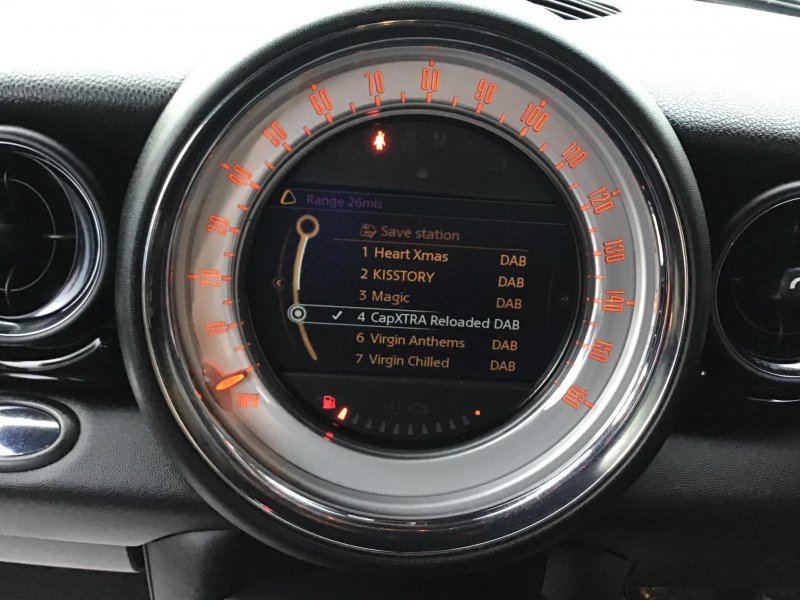 10
20
30
40
50
60
70
80
90
100
110
120
130
140
150
160
MPH
Range 26mls
Save station
1 Heart Xmas DAB
2 KISSTORY DAB
3 Magic DAB
4 CapXTRA Reloaded DAB
6 Virgin Anthems DAB
7 Virgin Chilled DAB